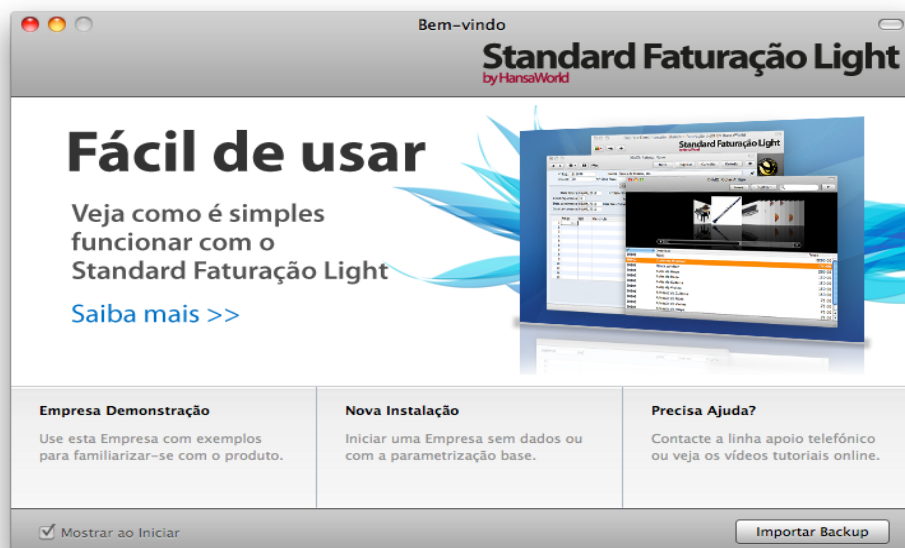 Bem-vindo
Standard Faturação Light
by HansaWorld
Fácil de usar
Veja como é simples
funcionar com o
Standard Faturação Light
Saiba mais >>
Standard Faturação Light
Empresa Demonstração
Use esta Empresa com exemplos
para familiarizar-se com o produto.
Nova Instalação
Iniciar uma Empresa sem dados ou
com a parametrização base.
Precisa Ajuda?
Contacte a linha apoio telefónico
ou veja os vídeos tutoriais online.
Mostrar ao Iniciar
Importar Backup